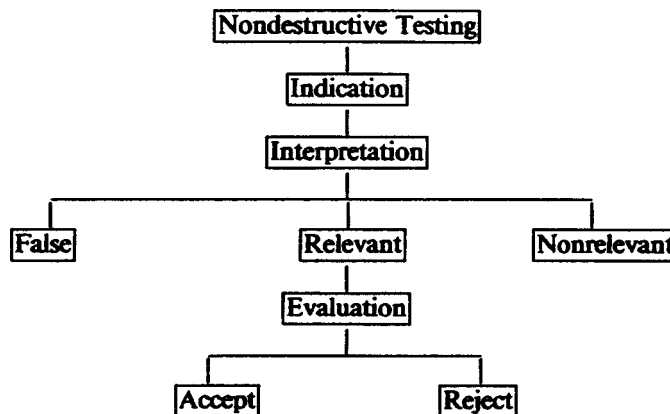 Nondestructive Testing
Indication
Interpretation
False Relevant Nonrelevant
Evaluation
Accept Reject